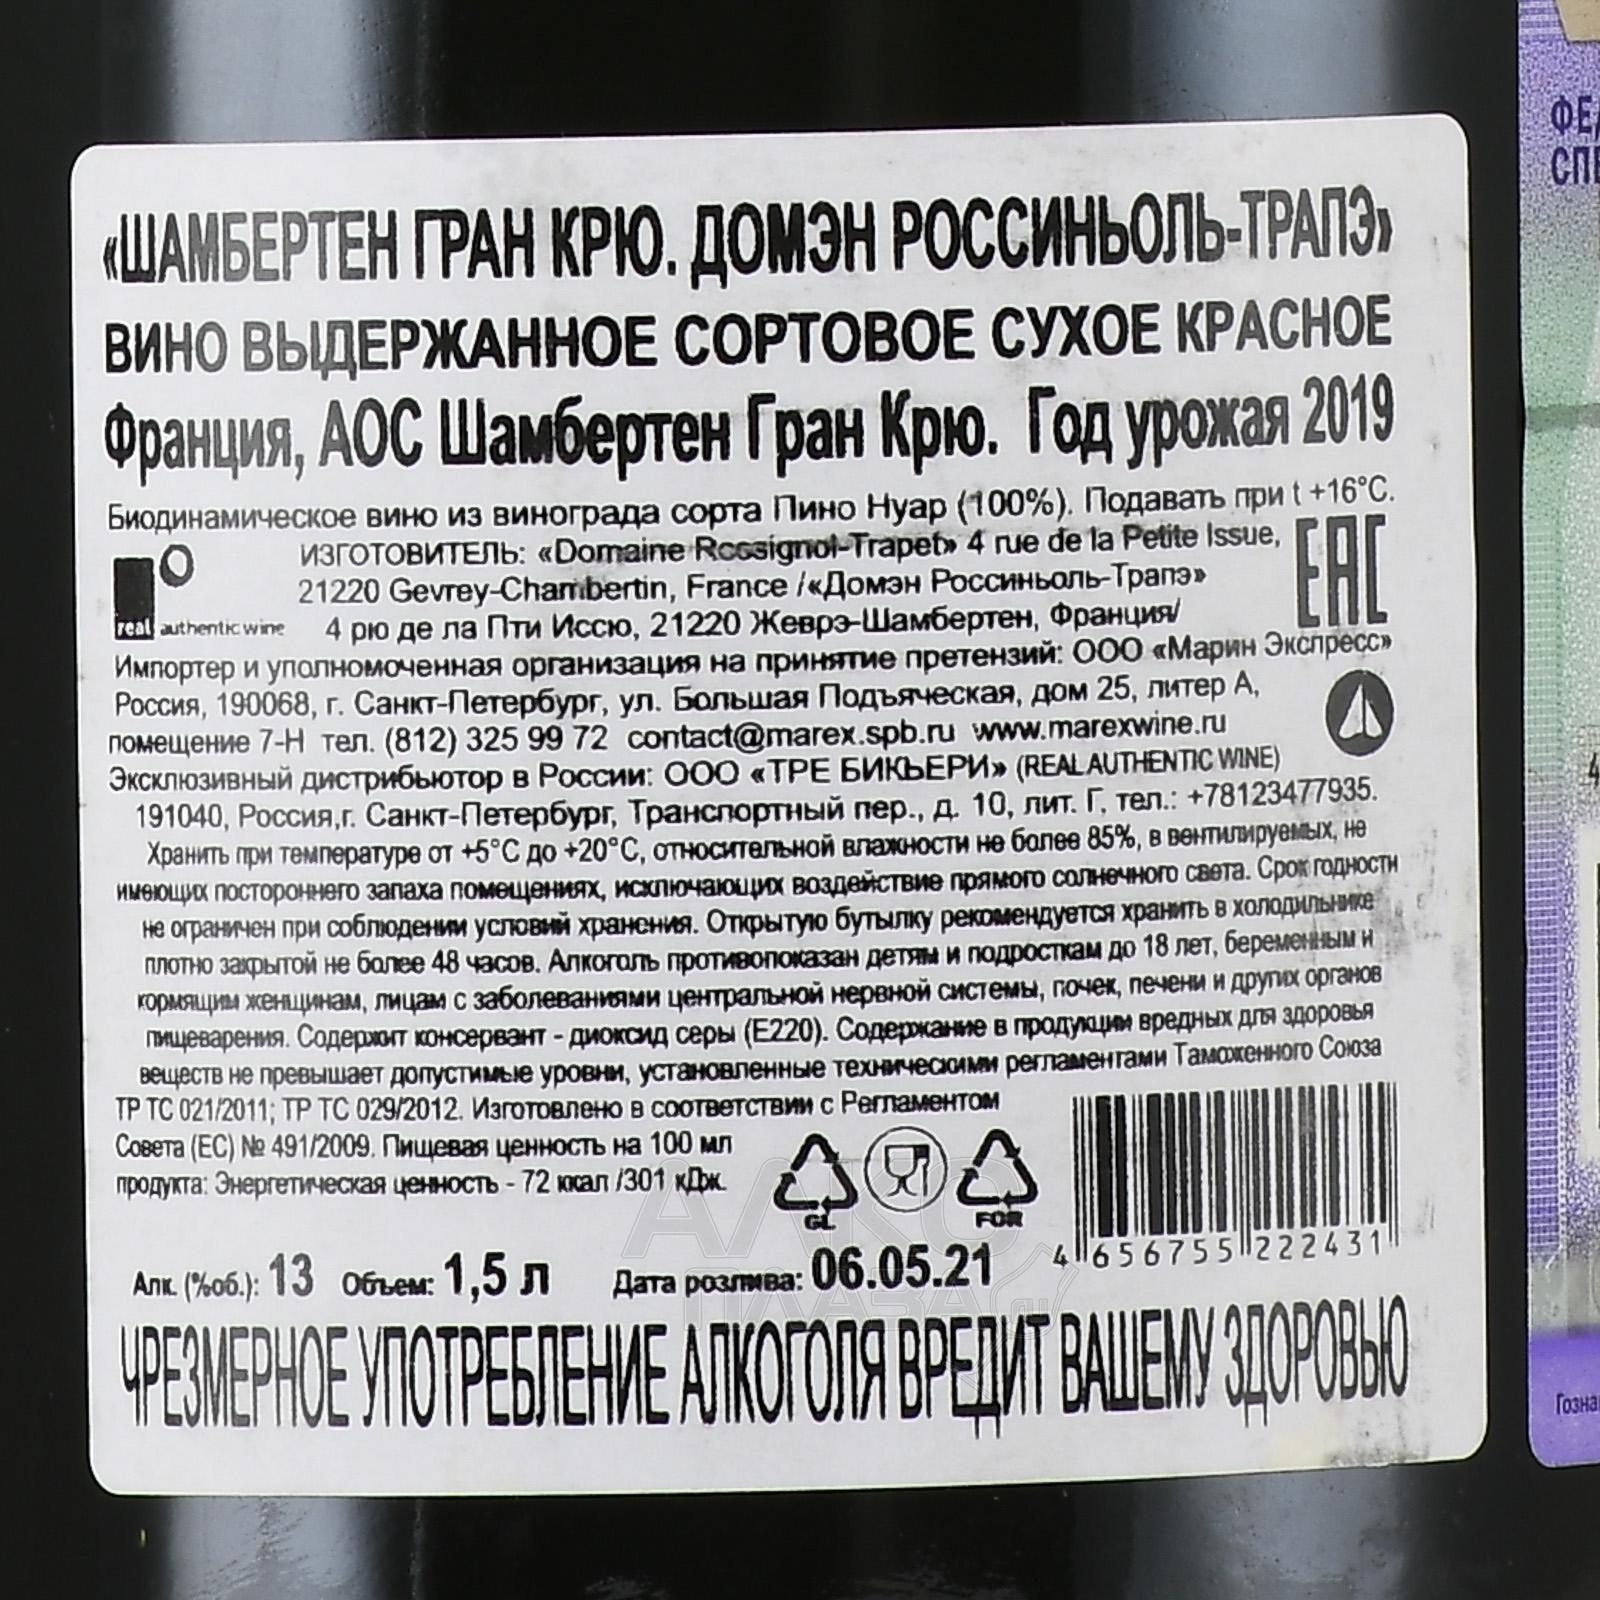 «ШАМБЕРТЕН ГРАН КРЮ. ДОМЭН РОССИНЬОЛЬ-ТРАПЭ»
ВИНО ВЫДЕРЖАННОЕ СОРТОВОЕ СУХОЕ КРАСНОЕ
Франция, АОС Шамбертен Гран Крю. Год урожая 2019
Биодинамическое вино из винограда сорта Пино Нуар (100%). Подавать при t +16°C.
ИЗГОТОВИТЕЛЬ: «Domaine Rossignol-Trapet» 4 rue de la Petite Issue,
21220 Gevrey-Chambertin, France /«Домэн Россиньоль-Трапэ»
EAC
real authentic wine
4 рю де ла Пти Иссю, 21220 Жеврэ-Шамбертен, Франция/
Импортер и уполномоченная организация на принятие претензий: ООО «Марин Экспресс»
Россия, 190068, г. Санкт-Петербург, ул. Большая Подъяческая, дом 25, литер А,
помещение 7-Н тел. (812) 325 99 72 contact@marex.spb.ru www.marexwine.ru
Эксклюзивный дистрибьютор в России: ООО «ТРЕ БИКЬЕРИ» (REAL AUTHENTIC WINE)
191040, Россия,г. Санкт-Петербург, Транспортный пер., д. 10, лит. Г, тел.: +78123477935.
Хранить при температуре от +5°C до +20°C, относительной влажности не более 85%, в вентилируемых, не
имеющих постороннего запаха помещениях, исключающих воздействие прямого солнечного света. Срок годности
не ограничен при соблюдении условий хранения. Открытую бутылку рекомендуется хранить в холодильнике
плотно закрытой не более 48 часов. Алкоголь противопоказан детям и подросткам до 18 лет, беременным и
кормящим женщинам, лицам с заболеваниями центральной нервной системы, почек, печени и других органов
пищеварения. Содержит консервант - диоксид серы (Е220). Содержание в продукции вредных для здоровья
веществ не превышает допустимые уровни, установленные техническими регламентами Таможенного Союза
ТР ТС 021/2011; ТР ТС 029/2012. Изготовлено в соответствии с Регламентом
Совета (ЕС) № 491/2009. Пищевая ценность на 100 мл
продукта: Энергетическая ценность - 72 ккал /301 кДж.
GL FOR
4 656755 222431
Алк. (%об.): 13 Объем: 1,5 л Дата розлива: 06.05.21
ЧРЕЗМЕРНОЕ УПОТРЕБЛЕНИЕ АЛКОГОЛЯ ВРЕДИТ ВАШЕМУ ЗДОРОВЬЮ
АЛКО
ПЛАЗА.ru